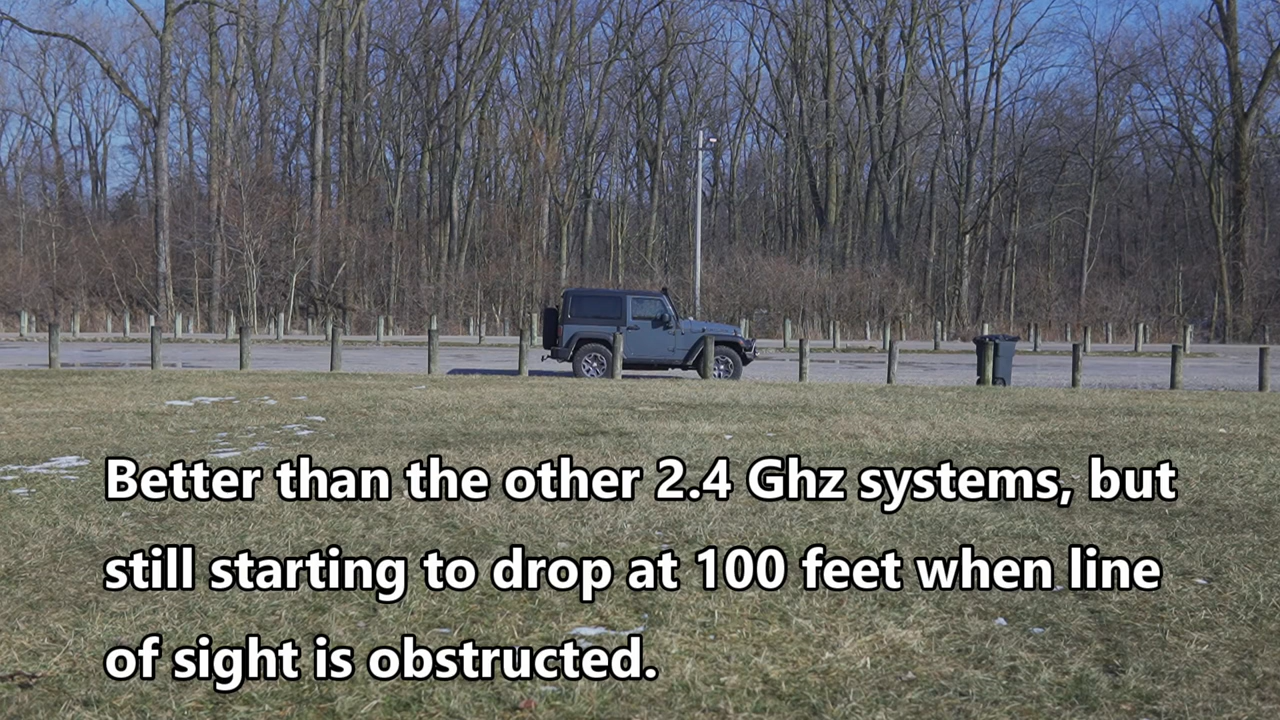 Better than the other 2.4 Ghz systems, but
still starting to drop at 100 feet when line
of sight is obstructed.